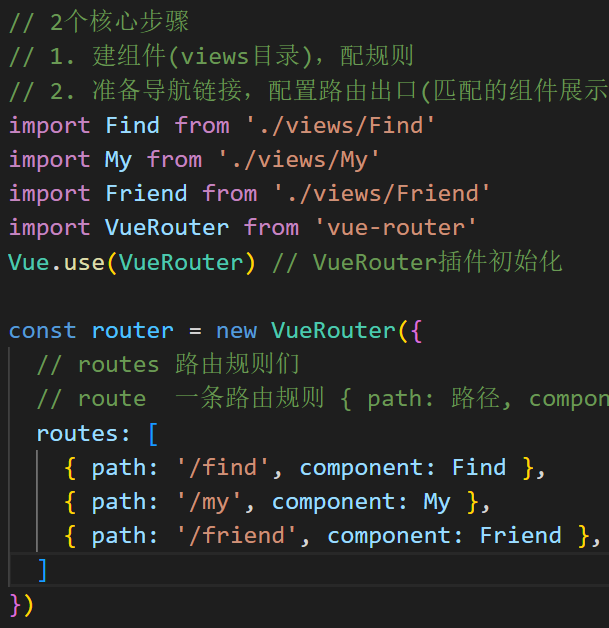 // 2个核心步骤
// 1. 建组件(views目录)，配规则
// 2. 准备导航链接，配置路由出口(匹配的组件展示
import Find from './views/Find'
import My from './views/My'
import Friend from './views/Friend'
import VueRouter from 'vue-router'
Vue.use(VueRouter) // VueRouter插件初始化
const router = new VueRouter({
// routes 路由规则们
// route  一条路由规则 { path: 路径, compon
routes: [
{ path: '/find', component: Find },
{ path: '/my', component: My },
{ path: '/friend', component: Friend },
]
})